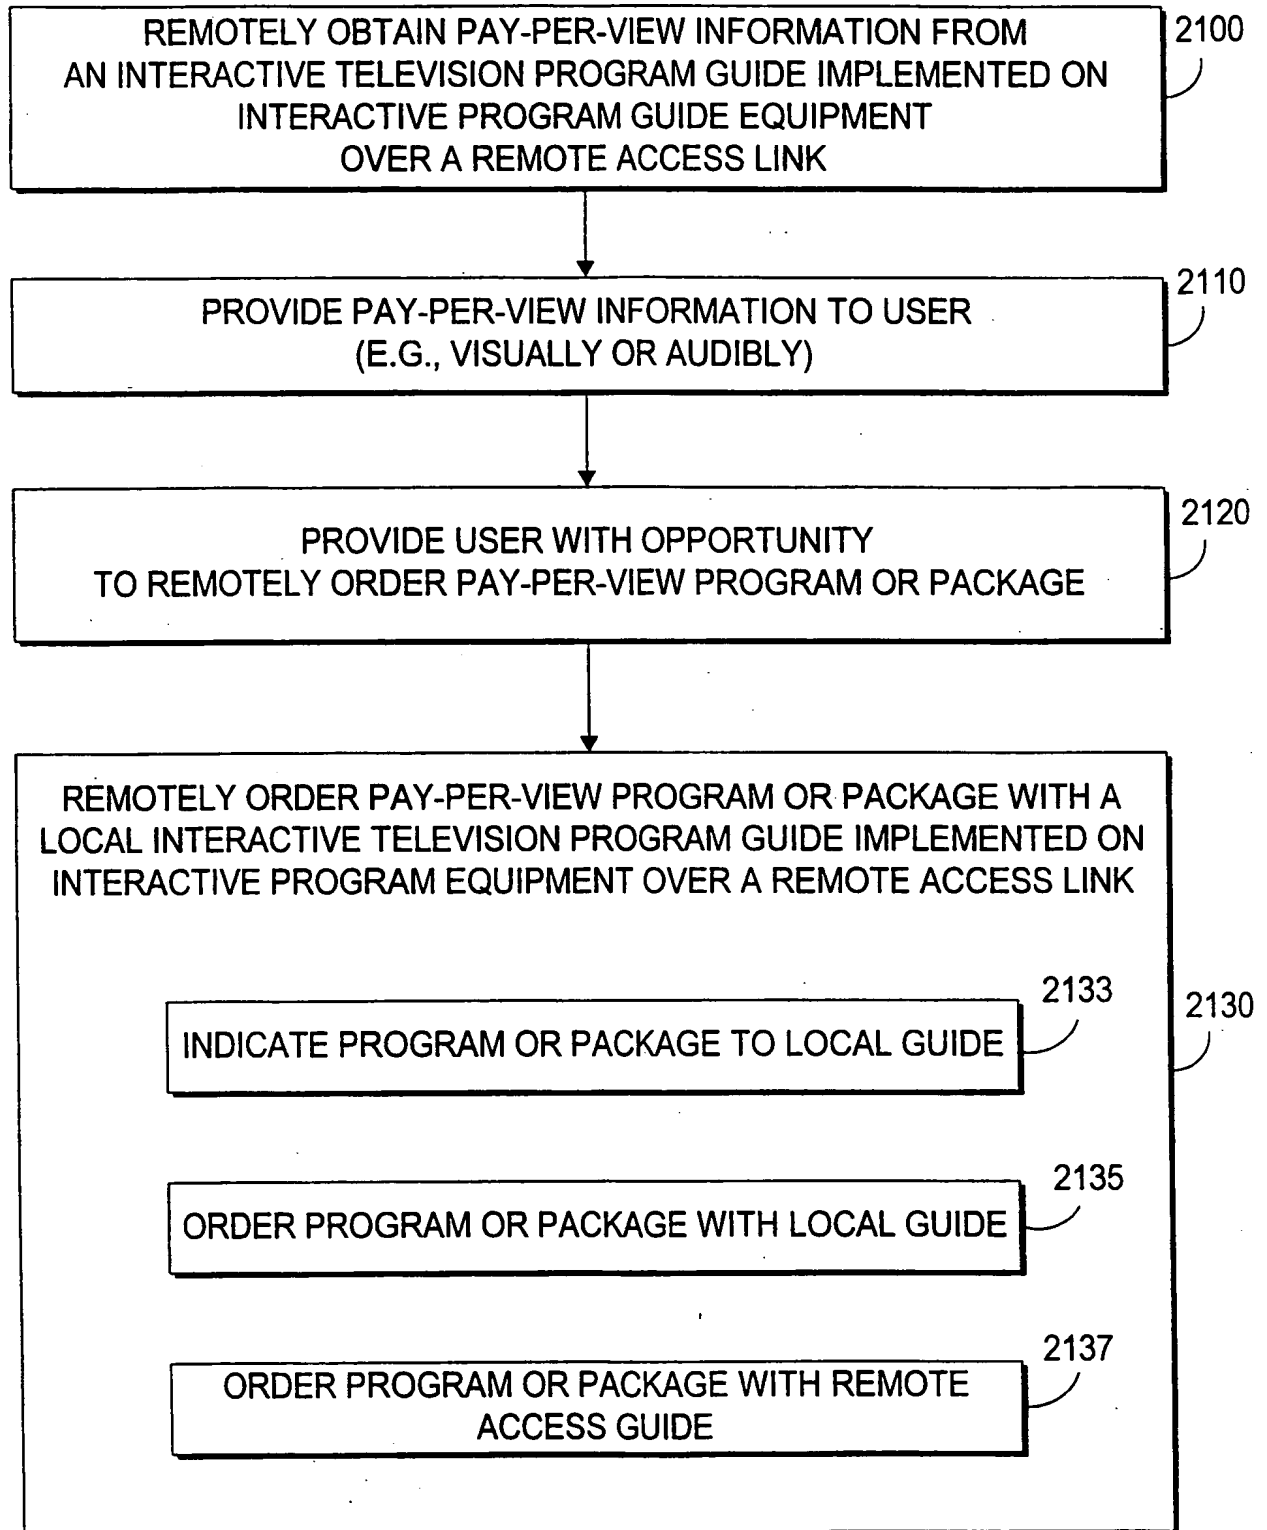 REMOTELY OBTAIN PAY-PER-VIEW INFORMATION FROM
AN INTERACTIVE TELEVISION PROGRAM GUIDE IMPLEMENTED ON
INTERACTIVE PROGRAM GUIDE EQUIPMENT
OVER A REMOTE ACCESS LINK
2100
PROVIDE PAY-PER-VIEW INFORMATION TO USER
(E.G., VISUALLY OR AUDIBLY)
2110
PROVIDE USER WITH OPPORTUNITY
TO REMOTELY ORDER PAY-PER-VIEW PROGRAM OR PACKAGE
2120
REMOTELY ORDER PAY-PER-VIEW PROGRAM OR PACKAGE WITH A
LOCAL INTERACTIVE TELEVISION PROGRAM GUIDE IMPLEMENTED ON
INTERACTIVE PROGRAM EQUIPMENT OVER A REMOTE ACCESS LINK
2130
2133
INDICATE PROGRAM OR PACKAGE TO LOCAL GUIDE
2135
ORDER PROGRAM OR PACKAGE WITH LOCAL GUIDE
2137
ORDER PROGRAM OR PACKAGE WITH REMOTE
ACCESS GUIDE